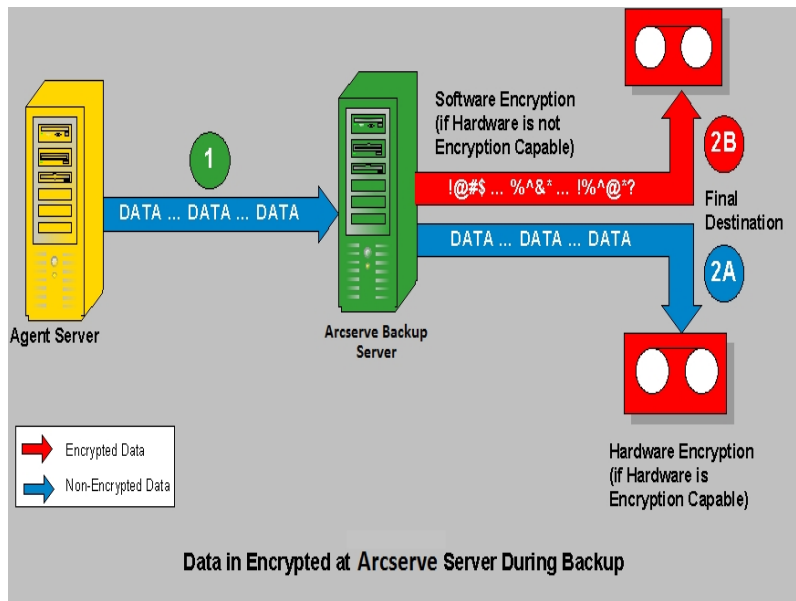 Software Encryption
(if Hardware is not
Encryption Capable)
1
2B
!@#$ ... %^&* ... !%^@*?
DATA ... DATA ... DATA
Final
Destination
DATA ... DATA ... DATA
2A
Agent Server
Arcserve Backup
Server
Encrypted Data
Non-Encrypted Data
Hardware Encryption
(if Hardware is
Encryption Capable)
Data in Encrypted at Arcserve Server During Backup